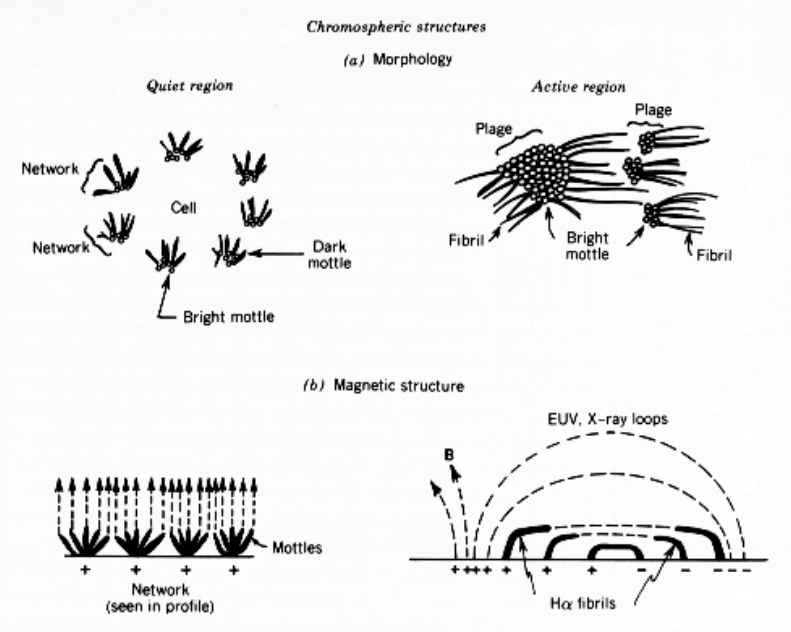 Chromospheric structures
(a) Morphology
Quiet region
Active region
Plage
Plage
Network
Cell
Network
Dark
mottle
Bright mottle
Fibril
Bright
mottle
Fibril
(b) Magnetic structure
EUV, X-ray loops
B
Mottles
+ + + +
Network
(seen in profile)
+ ++ + + + - - - - -
Hα fibrils